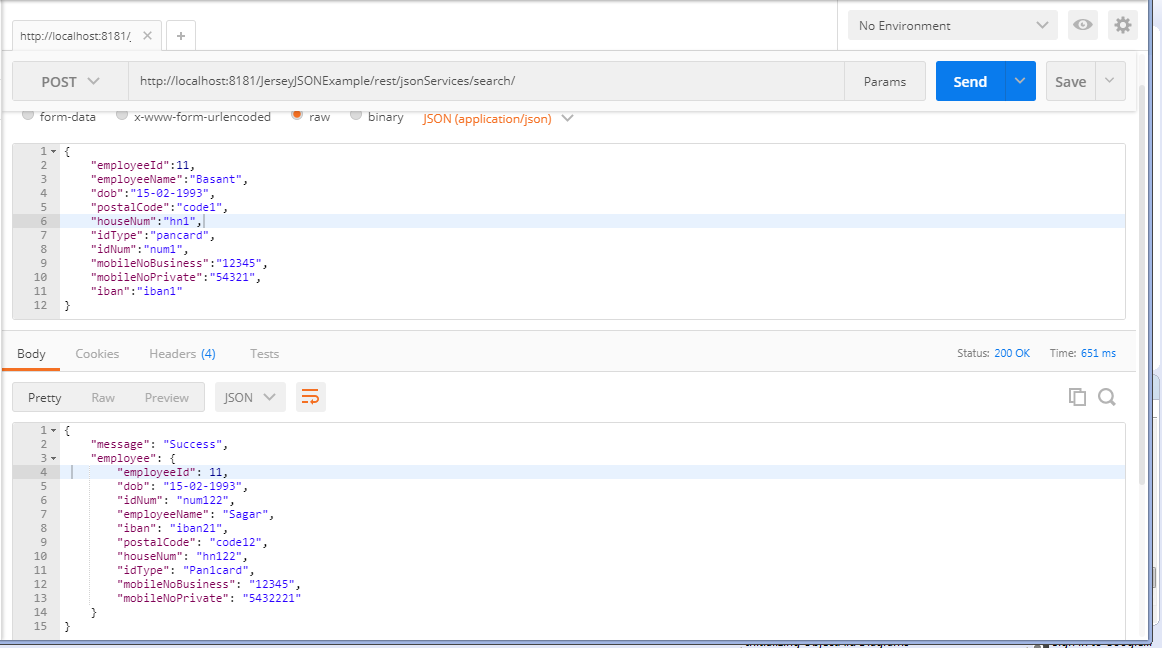 http://localhost:8181/
No Environment
POST http://localhost:8181/JerseyJSONExample/rest/jsonServices/search/ Params Send Save
form-data x-www-form-urlencoded raw binary JSON (application/json)
1 {
2 "employeeId":11,
3 "employeeName":"Basant",
4 "dob":"15-02-1993",
5 "postalCode":"code1",
6 "houseNum":"hn1",
7 "idType":"pancard",
8 "idNum":"num1",
9 "mobileNoBusiness":"12345",
10 "mobileNoPrivate":"54321",
11 "iban":"iban1"
12 }
Body Cookies Headers (4) Tests Status: 200 OK Time: 651 ms
Pretty Raw Preview JSON
1 {
2 "message": "Success",
3 "employee": {
4 "employeeId": 11,
5 "dob": "15-02-1993",
6 "idNum": "num122",
7 "employeeName": "Sagar",
8 "iban": "iban21",
9 "postalCode": "code12",
10 "houseNum": "hn122",
11 "idType": "Pan1card",
12 "mobileNoBusiness": "12345",
13 "mobileNoPrivate": "5432221"
14 }
15 }